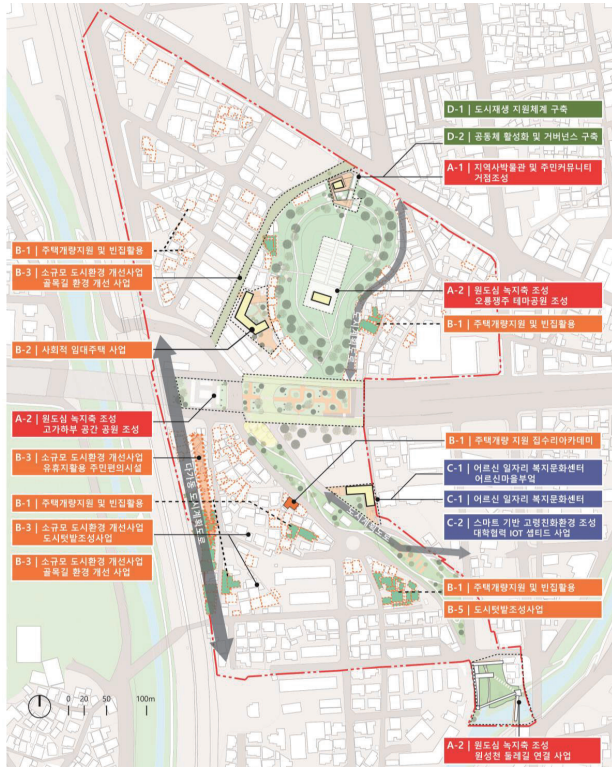 D-1 | 도시재생 지원체계 구축
D-2 | 공동체 활성화 및 거버넌스 구축
A-1 | 지역사박물관 및 주민커뮤니티
거점조성
B-1 | 주택개량지원 및 빈집활용
B-3 | 소규모 도시환경 개선사업
골목길 환경 개선 사업
A-2 | 원도심 녹지축 조성
오룡쟁주 테마공원 조성
B-1 | 주택개량지원 및 빈집활용
B-2 | 사회적 임대주택 사업
A-2 | 원도심 녹지축 조성
고가하부 공간 공원 조성
B-3 | 소규모 도시환경 개선사업
유휴지활용 주민편의시설
B-1 | 주택개량지원 및 빈집활용
B-3 | 소규모 도시환경 개선사업
도시텃밭조성사업
B-3 | 소규모 도시환경 개선사업
골목길 환경 개선 사업
다가동 도시계획도로
B-1 | 주택개량 지원 집수리아카데미
C-1 | 어르신 일자리 복지문화센터
어르신마을부엌
C-1 | 어르신 일자리 복지문화센터
C-2 | 스마트 기반 고령친화환경 조성
대학협력 IOT 셉티드 사업
B-1 | 주택개량지원 및 빈집활용
B-5 | 도시텃밭조성사업
0 20 50 100m
A-2 | 원도심 녹지축 조성
원성천 둘레길 연결 사업